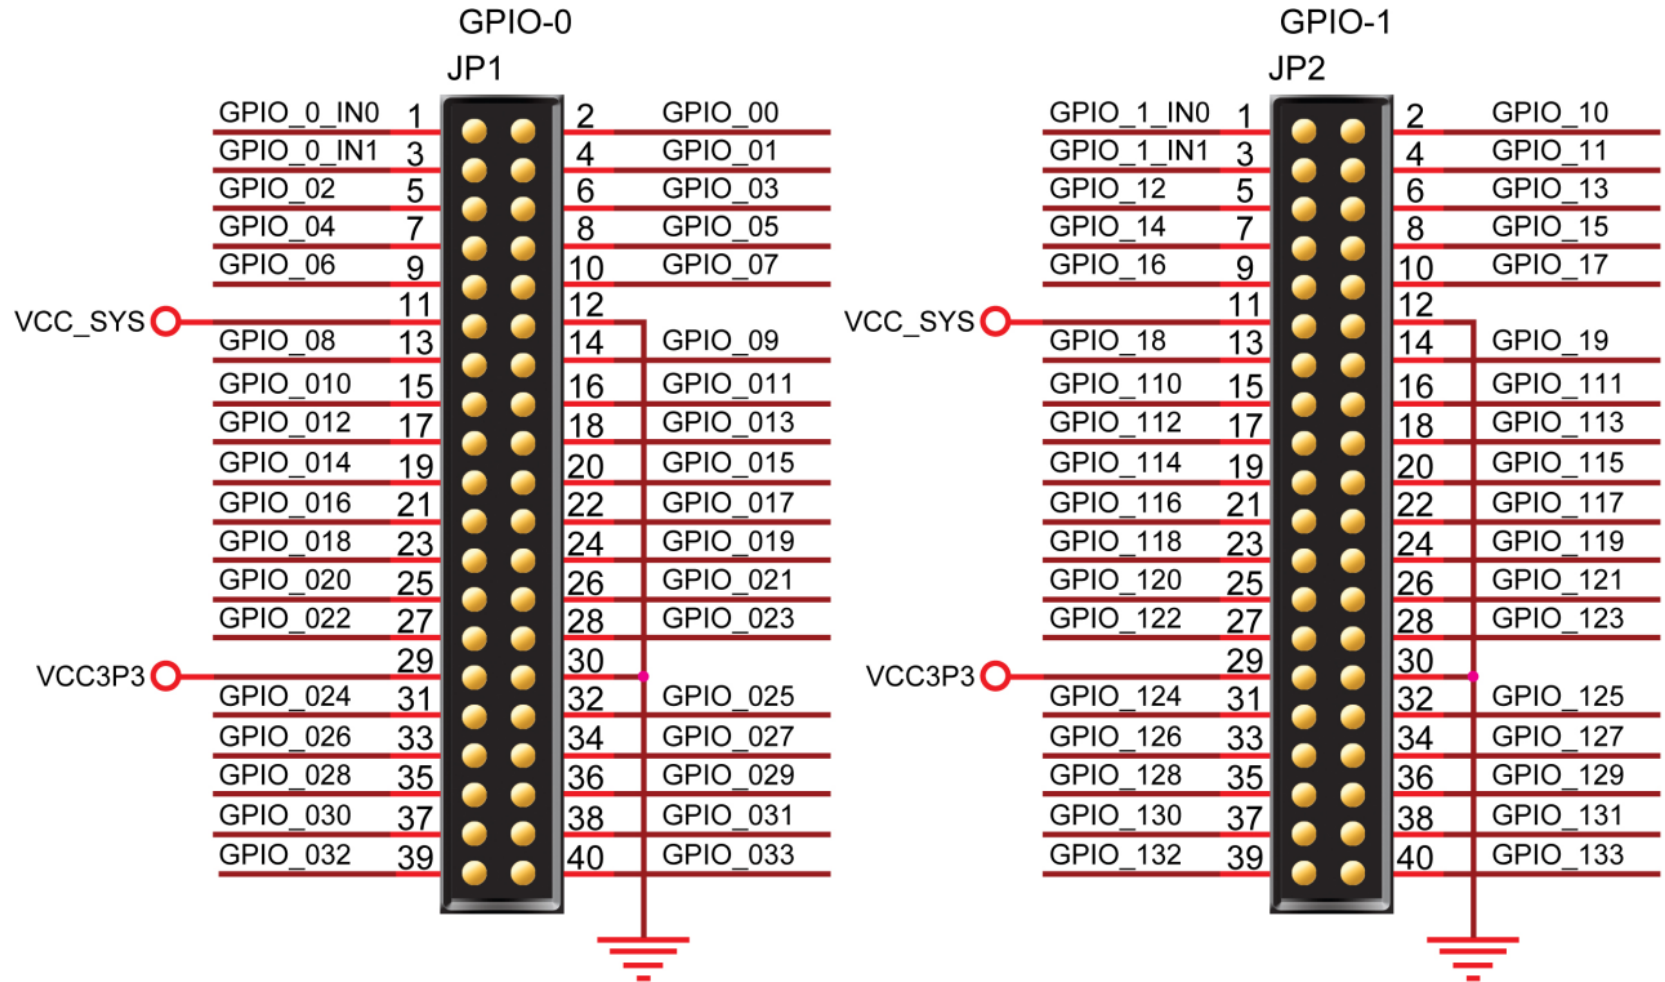 GPIO-0 GPIO-1
JP1 JP2
GPIO_0_IN0 1 2 GPIO_00 GPIO_1_IN0 1 2 GPIO_10
GPIO_0_IN1 3 4 GPIO_01 GPIO_1_IN1 3 4 GPIO_11
GPIO_02 5 6 GPIO_03 GPIO_12 5 6 GPIO_13
GPIO_04 7 8 GPIO_05 GPIO_14 7 8 GPIO_15
GPIO_06 9 10 GPIO_07 GPIO_16 9 10 GPIO_17
VCC_SYS 11 12 VCC_SYS 11 12
GPIO_08 13 14 GPIO_09 GPIO_18 13 14 GPIO_19
GPIO_010 15 16 GPIO_011 GPIO_110 15 16 GPIO_111
GPIO_012 17 18 GPIO_013 GPIO_112 17 18 GPIO_113
GPIO_014 19 20 GPIO_015 GPIO_114 19 20 GPIO_115
GPIO_016 21 22 GPIO_017 GPIO_116 21 22 GPIO_117
GPIO_018 23 24 GPIO_019 GPIO_118 23 24 GPIO_119
GPIO_020 25 26 GPIO_021 GPIO_120 25 26 GPIO_121
GPIO_022 27 28 GPIO_023 GPIO_122 27 28 GPIO_123
VCC3P3 29 30 VCC3P3 29 30
GPIO_024 31 32 GPIO_025 GPIO_124 31 32 GPIO_125
GPIO_026 33 34 GPIO_027 GPIO_126 33 34 GPIO_127
GPIO_028 35 36 GPIO_029 GPIO_128 35 36 GPIO_129
GPIO_030 37 38 GPIO_031 GPIO_130 37 38 GPIO_131
GPIO_032 39 40 GPIO_033 GPIO_132 39 40 GPIO_133